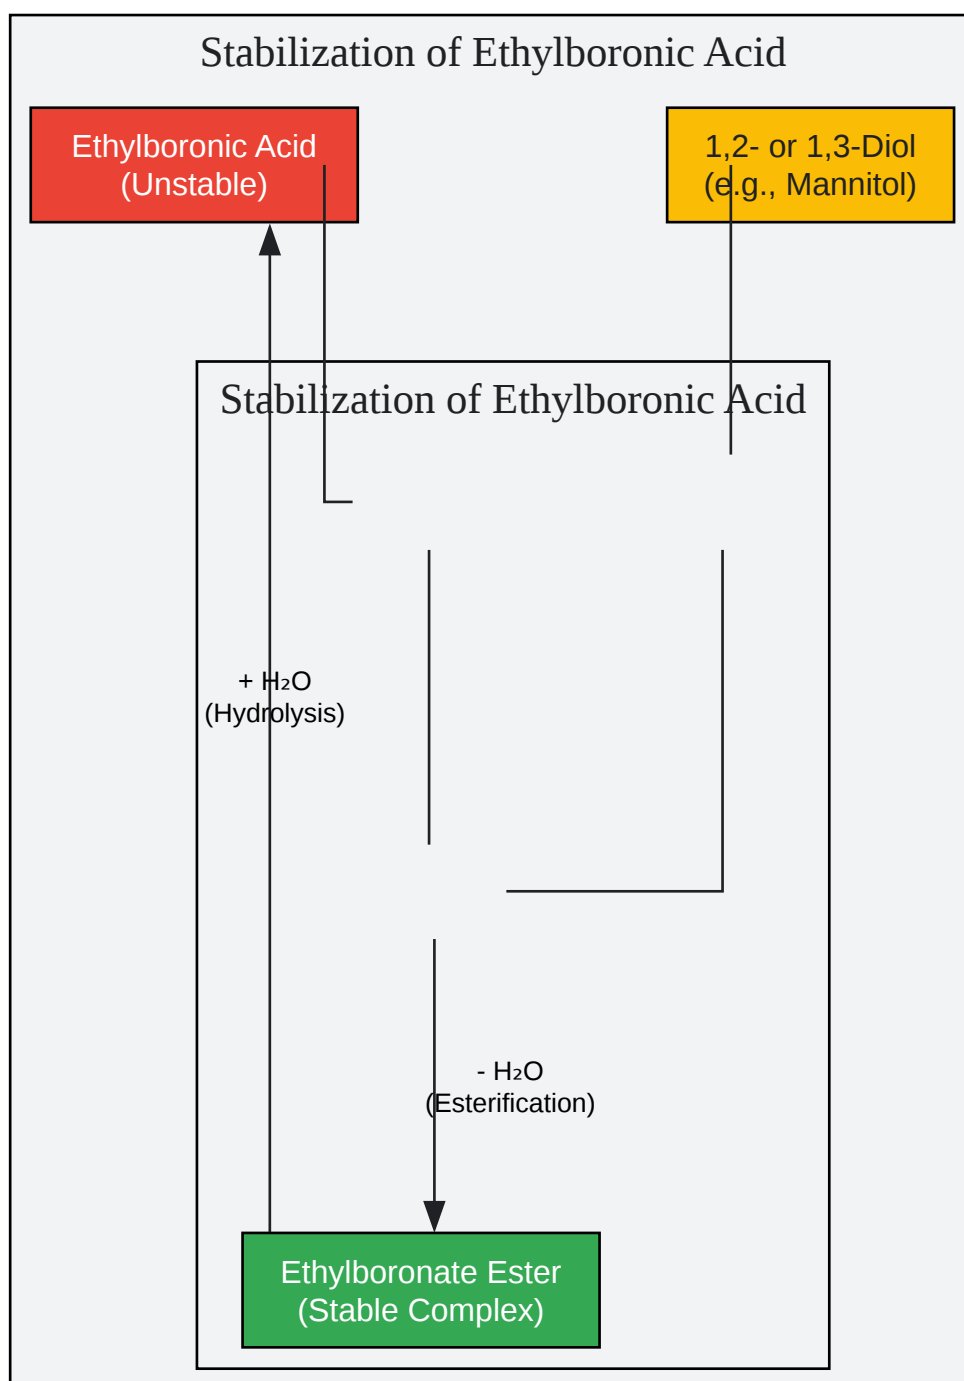 Stabilization of Ethylboronic Acid
Ethylboronic Acid
(Unstable)
1,2- or 1,3-Diol
(e.g., Mannitol)
Stabilization of Ethylboronic Acid
+ H₂O
(Hydrolysis)
- H₂O
(Esterification)
Ethylboronate Ester
(Stable Complex)